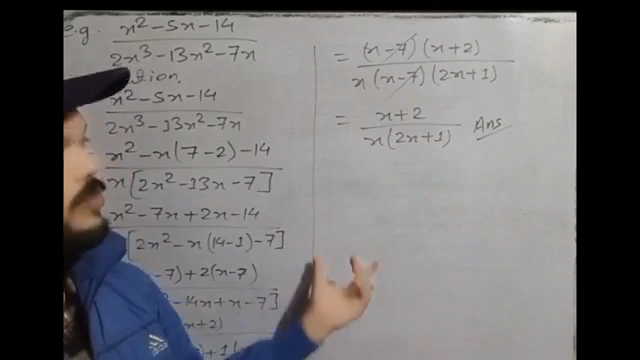 e.g. x² - 5x - 14
2x³ - 13x² - 7x
x² - 5x - 14
2x³ - 13x² - 7x
x² - x(7 - 2) - 14
x[2x² - 13x - 7]
x² - 7x + 2x - 14
[2x² - x(14 - 1) - 7]
- 7) + 2(x - 7)
- 14x + x - 7]
x + 2)
) + 1(
= (x - 7)(x + 2)
x(x - 7)(2x + 1)
= x + 2
x(2x + 1) Ans
adidas